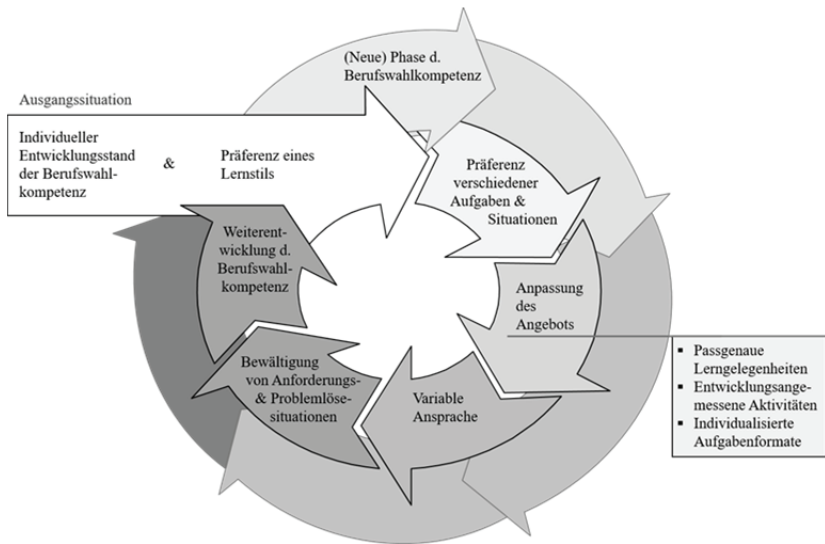 (Neue) Phase d.
Berufswahlkompetenz
Ausgangssituation
Individueller
Entwicklungsstand
der Berufswahl-
kompetenz
&
Präferenz eines
Lernstils
Präferenz
verschiedener
Aufgaben &
Situationen
Anpassung
des
Angebots
▪ Passgenaue
Lerngelegenheiten
▪ Entwicklungsange-
messene Aktivitäten
▪ Individualisierte
Aufgabenformate
Variable
Ansprache
Bewältigung
von Anforderungs-
& Problemlöse-
situationen
Weiterent-
wicklung d.
Berufswahl-
kompetenz